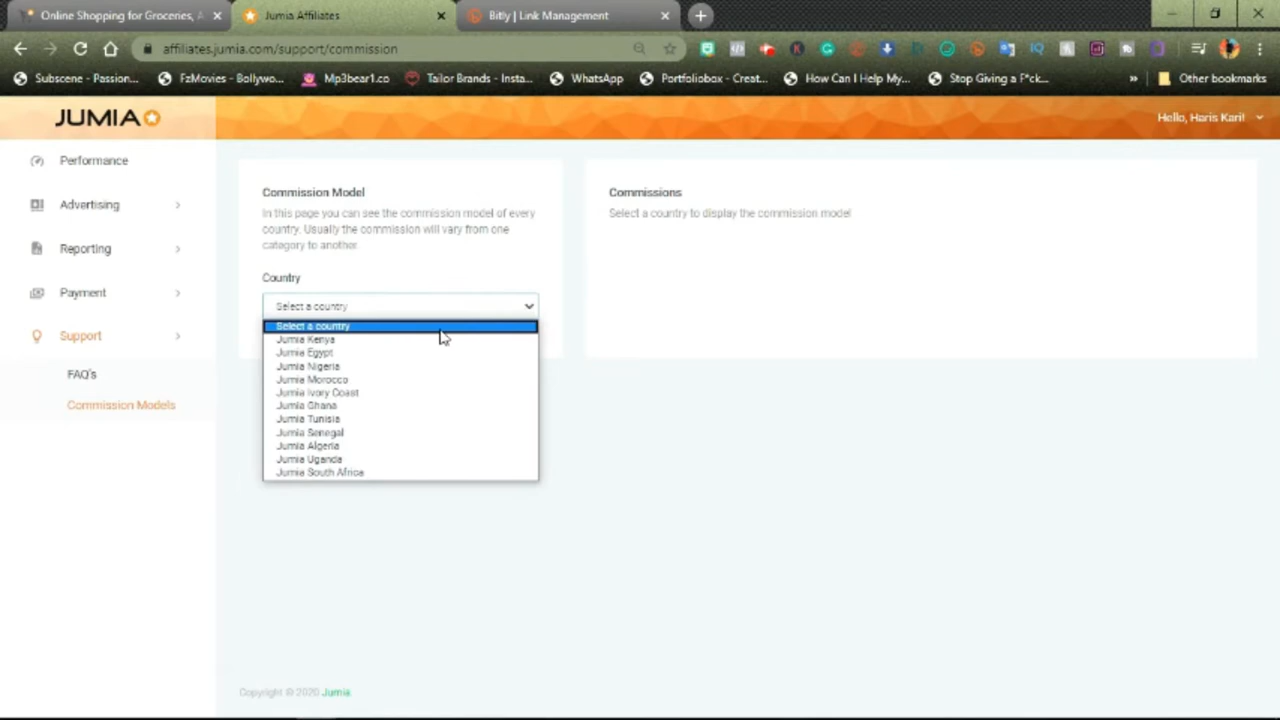 Online Shopping for Groceries, A
Jumia Affiliates
Bitly | Link Management
affiliates.jumia.com/support/commission
Subscene - Passion...
FzMovies - Bollywo...
Mp3bear1.co
Tailor Brands - Insta...
WhatsApp
Portfoliobox - Creat...
How Can I Help My...
Stop Giving a F*ck...
Other bookmarks
JUMIA
Hello, Haris Kari!
Performance
Advertising
Reporting
Payment
Support
FAQ's
Commission Models
Commission Model
In this page you can see the commission model of every
country. Usually the commission will vary from one
category to another
Country
Select a country
Select a country
Jumia Kenya
Jumia Egypt
Jumia Nigeria
Jumia Morocco
Jumia Ivory Coast
Jumia Ghana
Jumia Tunisia
Jumia Senegal
Jumia Algeria
Jumia Uganda
Jumia South Africa
Commissions
Select a country to display the commission model
Copyright © 2020 Jumia.